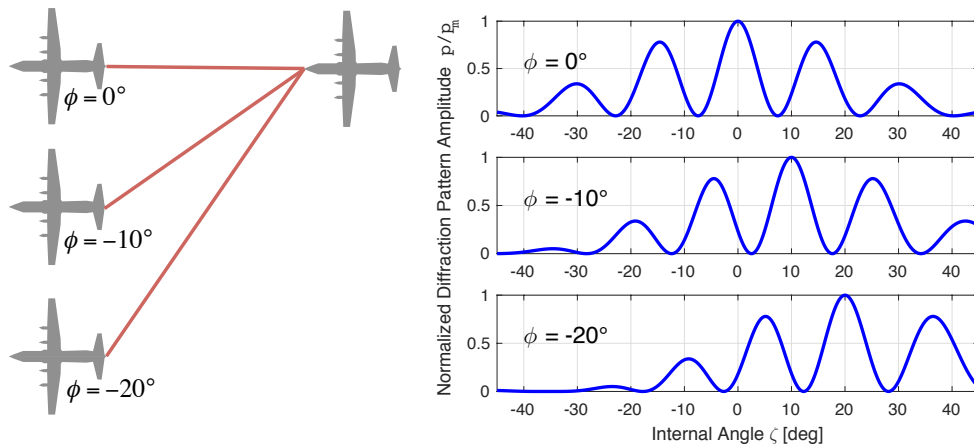 ϕ = 0°
ϕ = −10°
ϕ = −20°
Normalized Diffraction Pattern Amplitude p/pₘ
1
0.5
0
ϕ = 0°
-40 -30 -20 -10 0 10 20 30 40
1
0.5
0
ϕ = -10°
-40 -30 -20 -10 0 10 20 30 40
1
0.5
0
ϕ = -20°
-40 -30 -20 -10 0 10 20 30 40
Internal Angle ζ [deg]